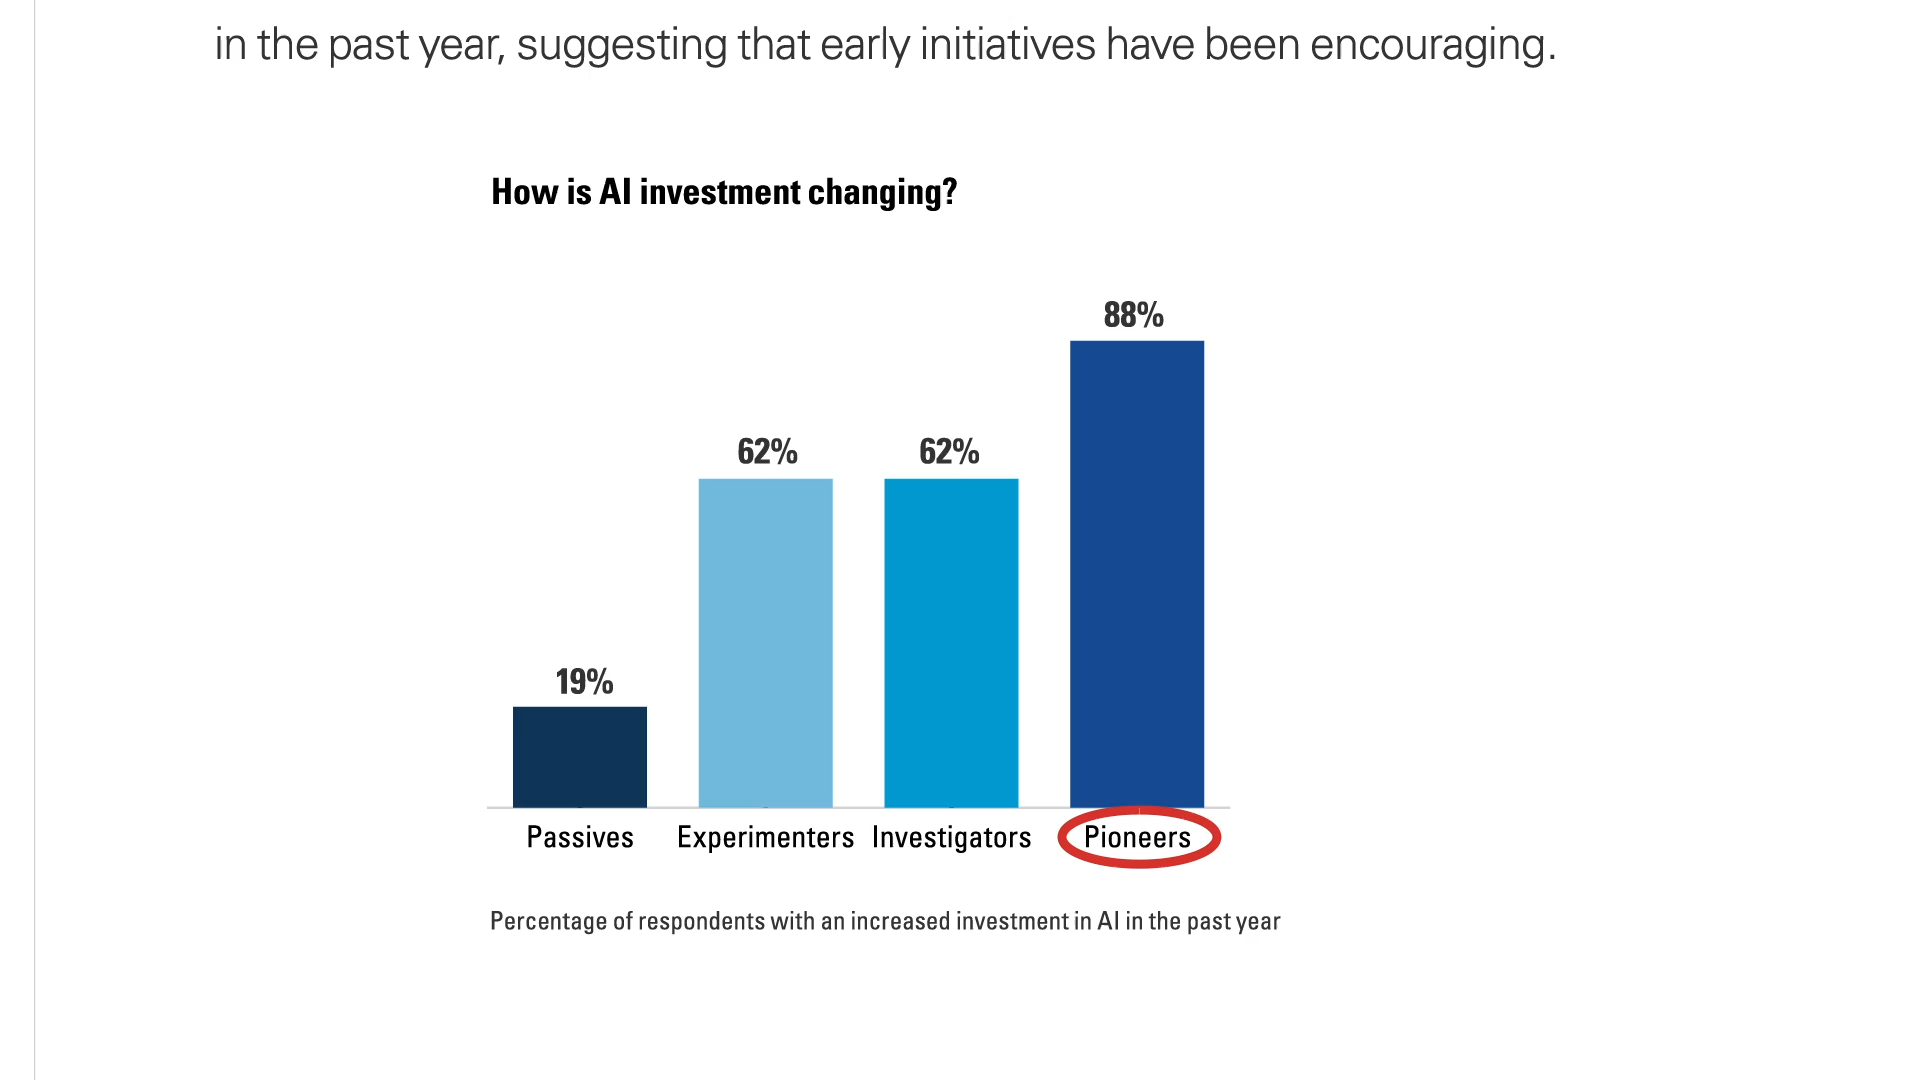 in the past year, suggesting that early initiatives have been encouraging.
How is AI investment changing?
88%
62% 62%
19%
Passives Experimenters Investigators Pioneers
Percentage of respondents with an increased investment in AI in the past year